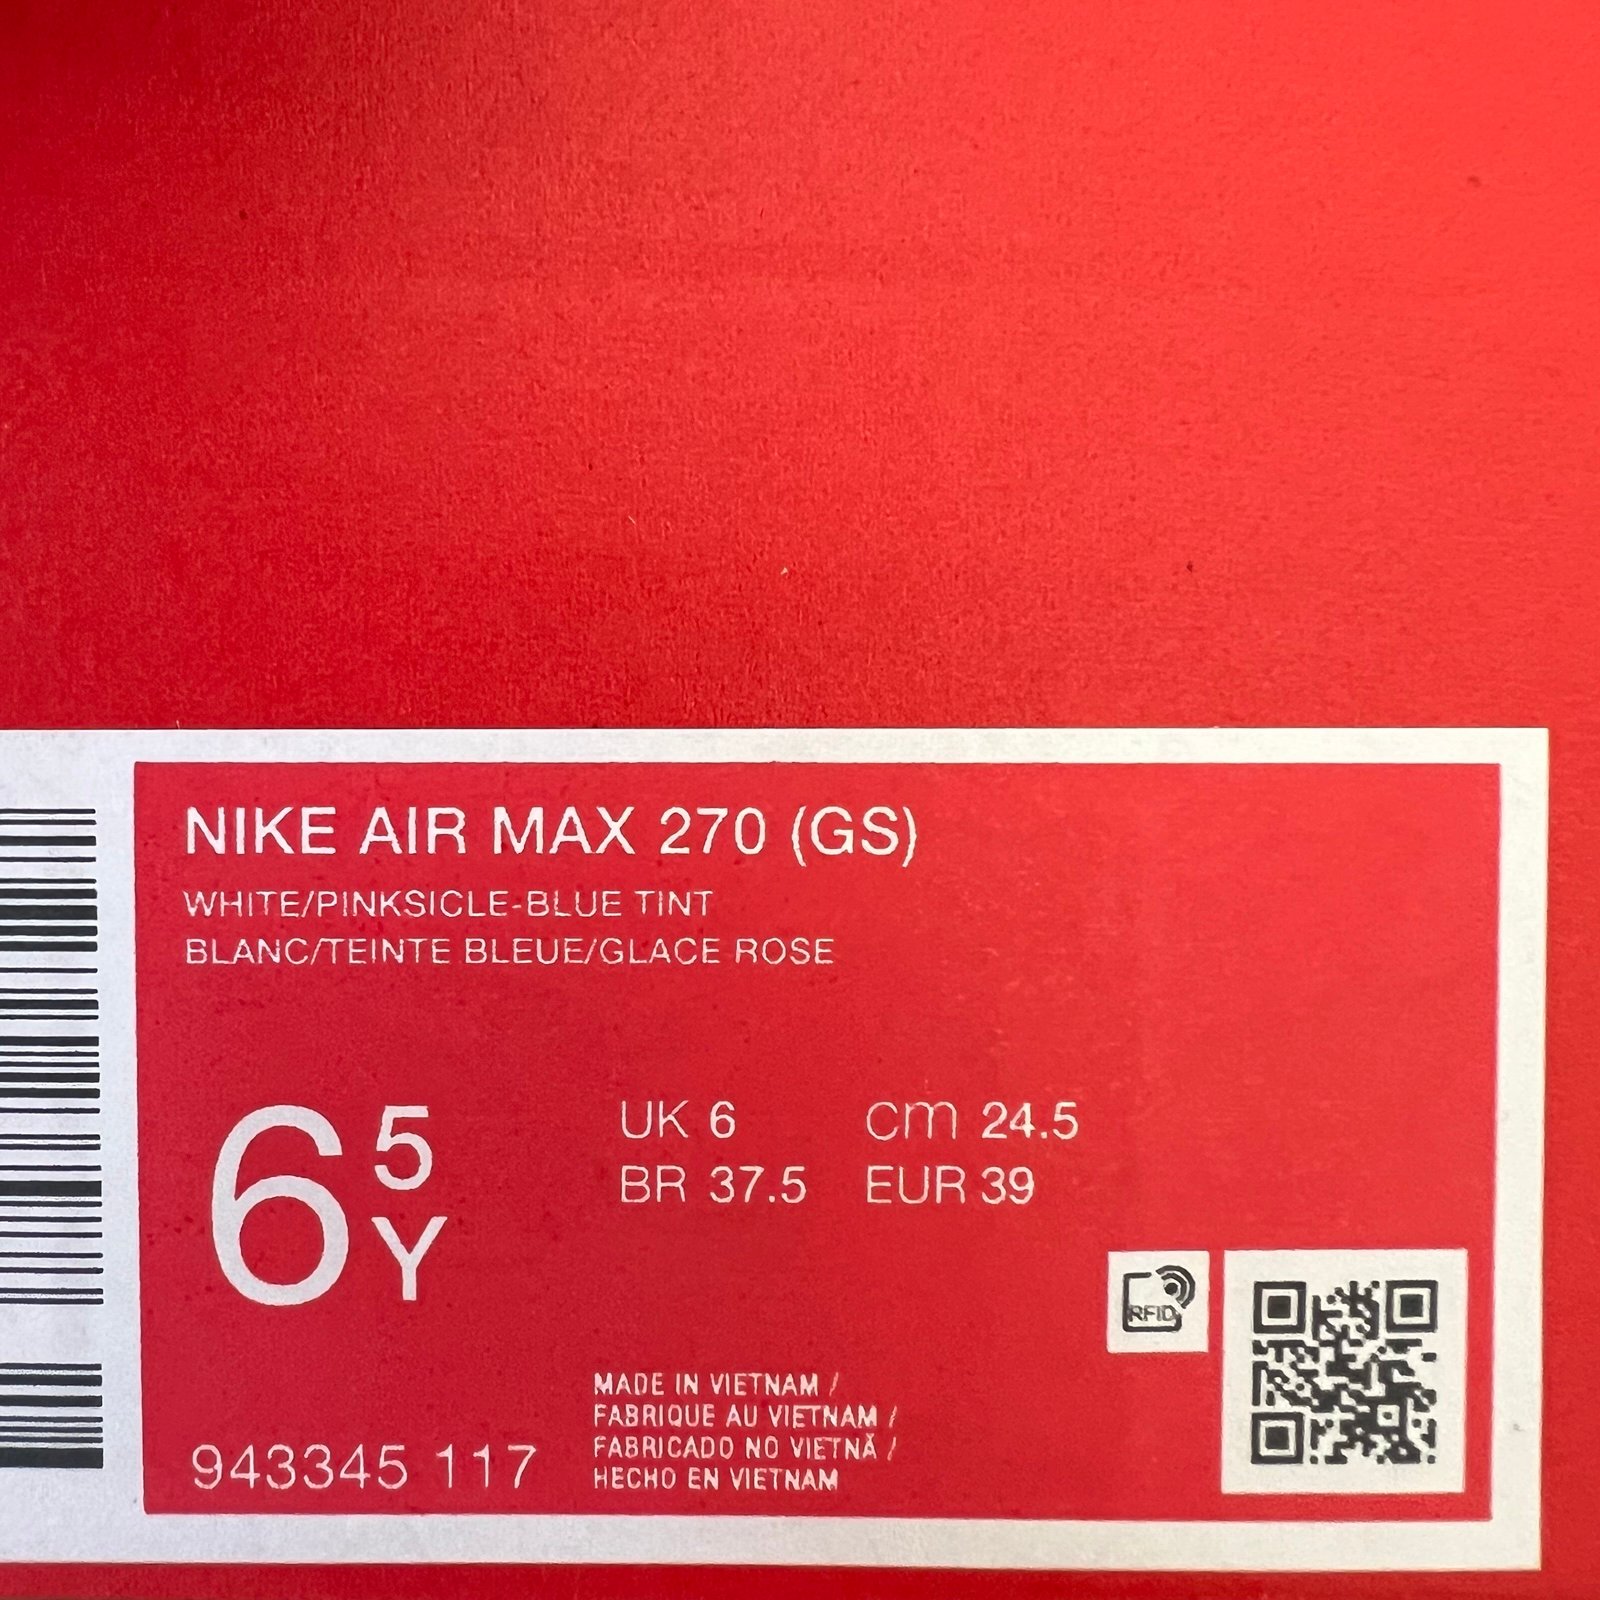 NIKE AIR MAX 270 (GS)
WHITE/PINKSICLE-BLUE TINT
BLANC/TEINTE BLEUE/GLACE ROSE
6 5 Y
UK 6 cm 24.5
BR 37.5 EUR 39
RFID
MADE IN VIETNAM /
FABRIQUE AU VIETNAM /
FABRICADO NO VIETNÃ /
HECHO EN VIETNAM
943345 117